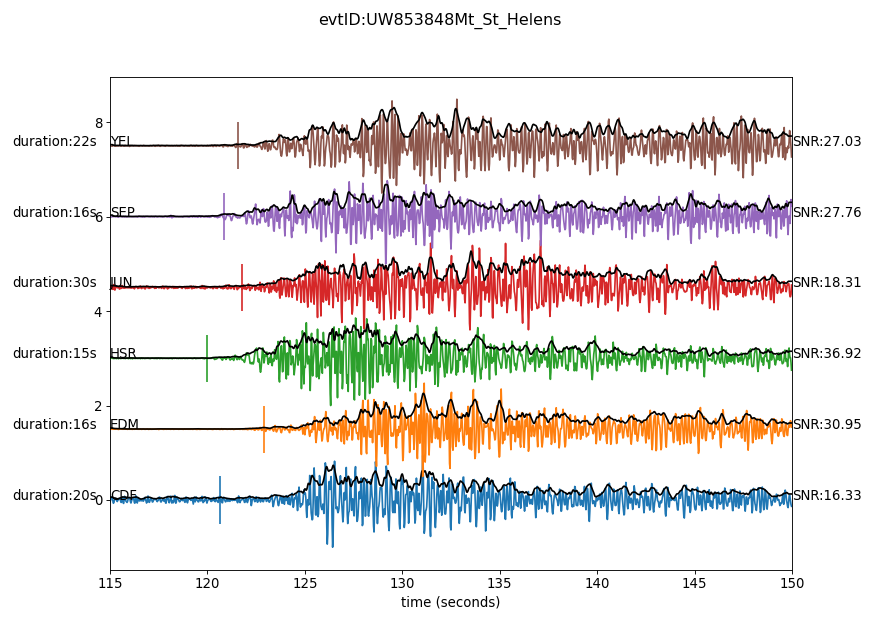 evtID:UW853848Mt_St_Helens
8
duration:22s YEL SNR:27.03
duration:16s SEP SNR:27.76
6
duration:30s JUN SNR:18.31
4
duration:15s HSR SNR:36.92
2
duration:16s EDM SNR:30.95
duration:20s CDF SNR:16.33
0
115 120 125 130 135 140 145 150
time (seconds)